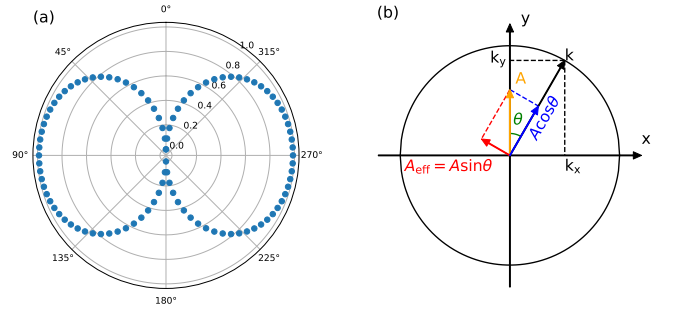 (a)
0°
45°
315°
90°
270°
135°
225°
180°
0.0
0.2
0.4
0.6
0.8
1.0
(b)
y
x
k
k_y
k_x
A
θ
Acosθ
A_eff = Asinθ